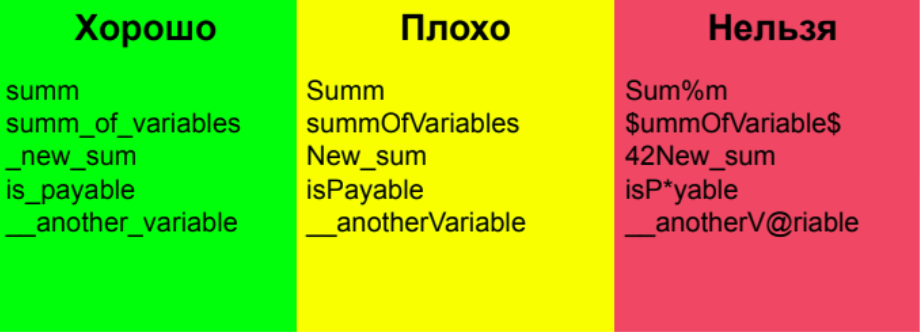 Хорошо
summ
summ_of_variables
_new_sum
is_payable
__another_variable
Плохо
Summ
summOfVariables
New_sum
isPayable
__anotherVariable
Нельзя
Sum%m
$ummOfVariable$
42New_sum
isP*yable
__anotherV@riable